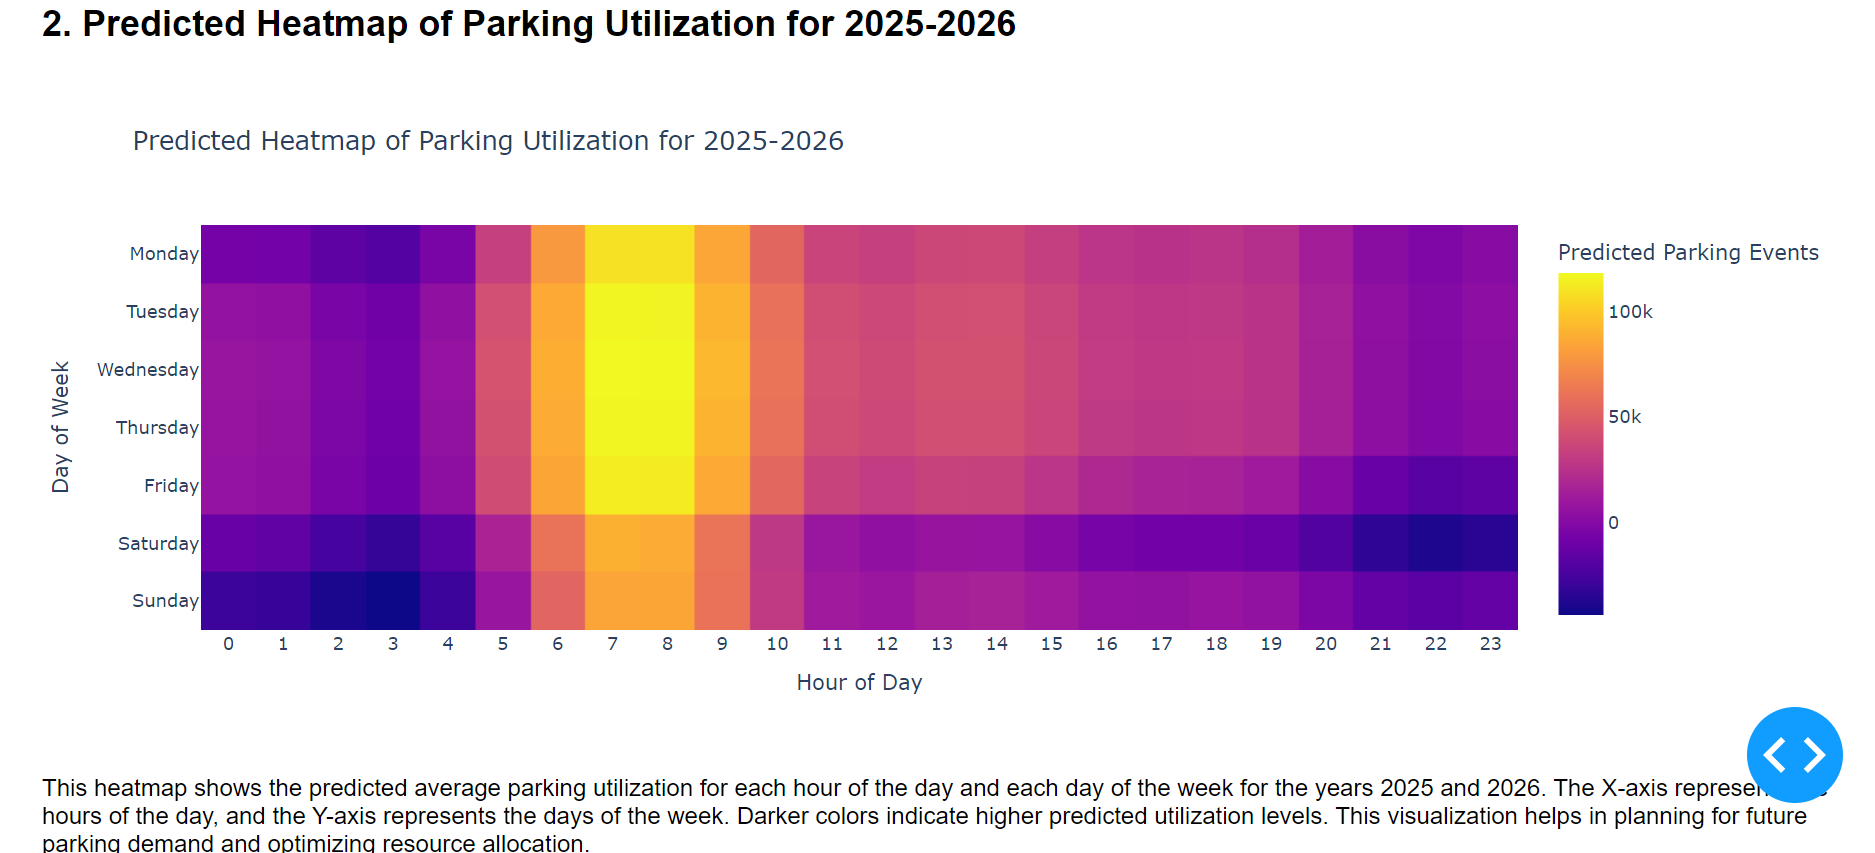 2. Predicted Heatmap of Parking Utilization for 2025-2026
Predicted Heatmap of Parking Utilization for 2025-2026
Predicted Parking Events
100k
50k
0
Day of Week
Monday
Tuesday
Wednesday
Thursday
Friday
Saturday
Sunday
0 1 2 3 4 5 6 7 8 9 10 11 12 13 14 15 16 17 18 19 20 21 22 23
Hour of Day
This heatmap shows the predicted average parking utilization for each hour of the day and each day of the week for the years 2025 and 2026. The X-axis
hours of the day, and the Y-axis represents the days of the week. Darker colors indicate higher predicted utilization levels. This visualization helps in planning for future
parking demand and optimizing resource allocation.